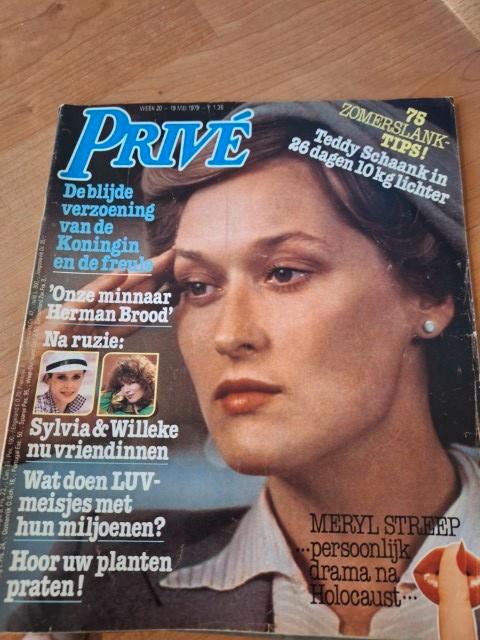 WEEK 20 - 19 MEI 1979 - f 1.35
PRIVÉ
75
ZOMERSLANK-
TIPS!
Teddy Schaank in
26 dagen 10 kg lichter
De blijde
verzoening
van de
Koningin
en de freule
'Onze minnaar
Herman Brood'
Na ruzie:
Sylvia & Willeke
nu vriendinnen
Wat doen LUV-
meisjes met
hun miljoenen?
Hoor uw planten
praten!
MERYL STREEP
...persoonlijk
drama na
Holocaust...